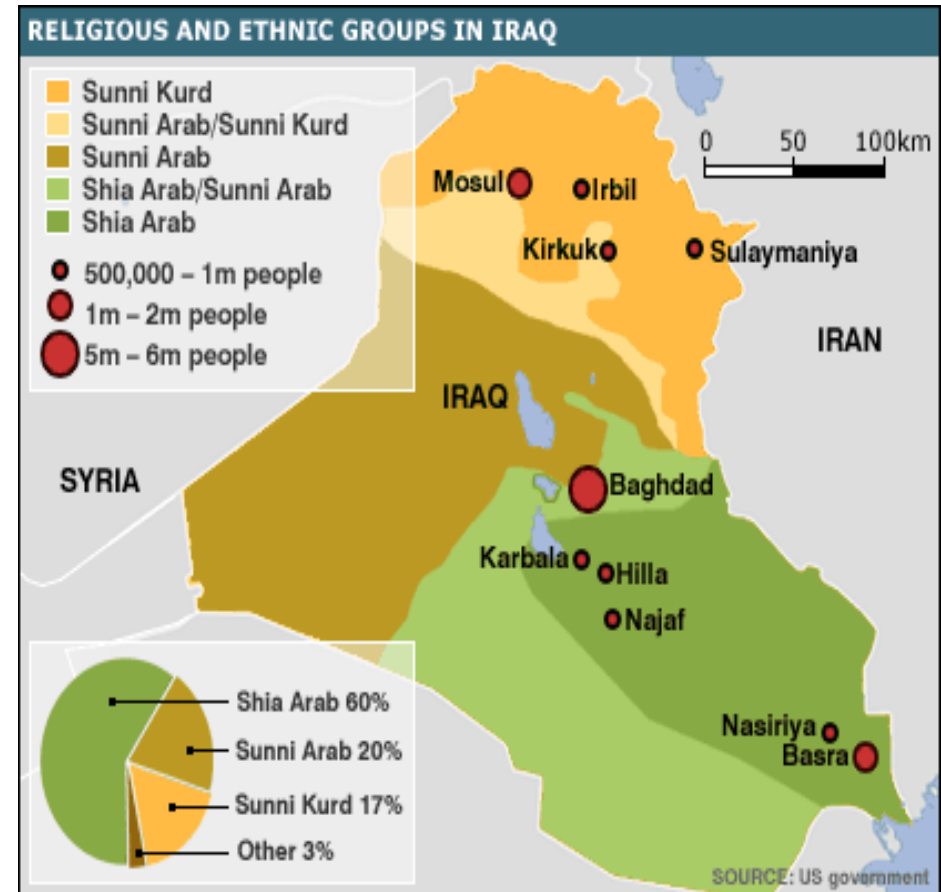 RELIGIOUS AND ETHNIC GROUPS IN IRAQ
Sunni Kurd
Sunni Arab/Sunni Kurd
Sunni Arab
Shia Arab/Sunni Arab
Shia Arab
500,000 – 1m people
1m – 2m people
5m – 6m people
0 50 100km
Mosul
Irbil
Kirkuk
Sulaymaniya
IRAN
IRAQ
SYRIA
Baghdad
Karbala
Hilla
Najaf
Nasiriya
Basra
Shia Arab 60%
Sunni Arab 20%
Sunni Kurd 17%
Other 3%
SOURCE: US government